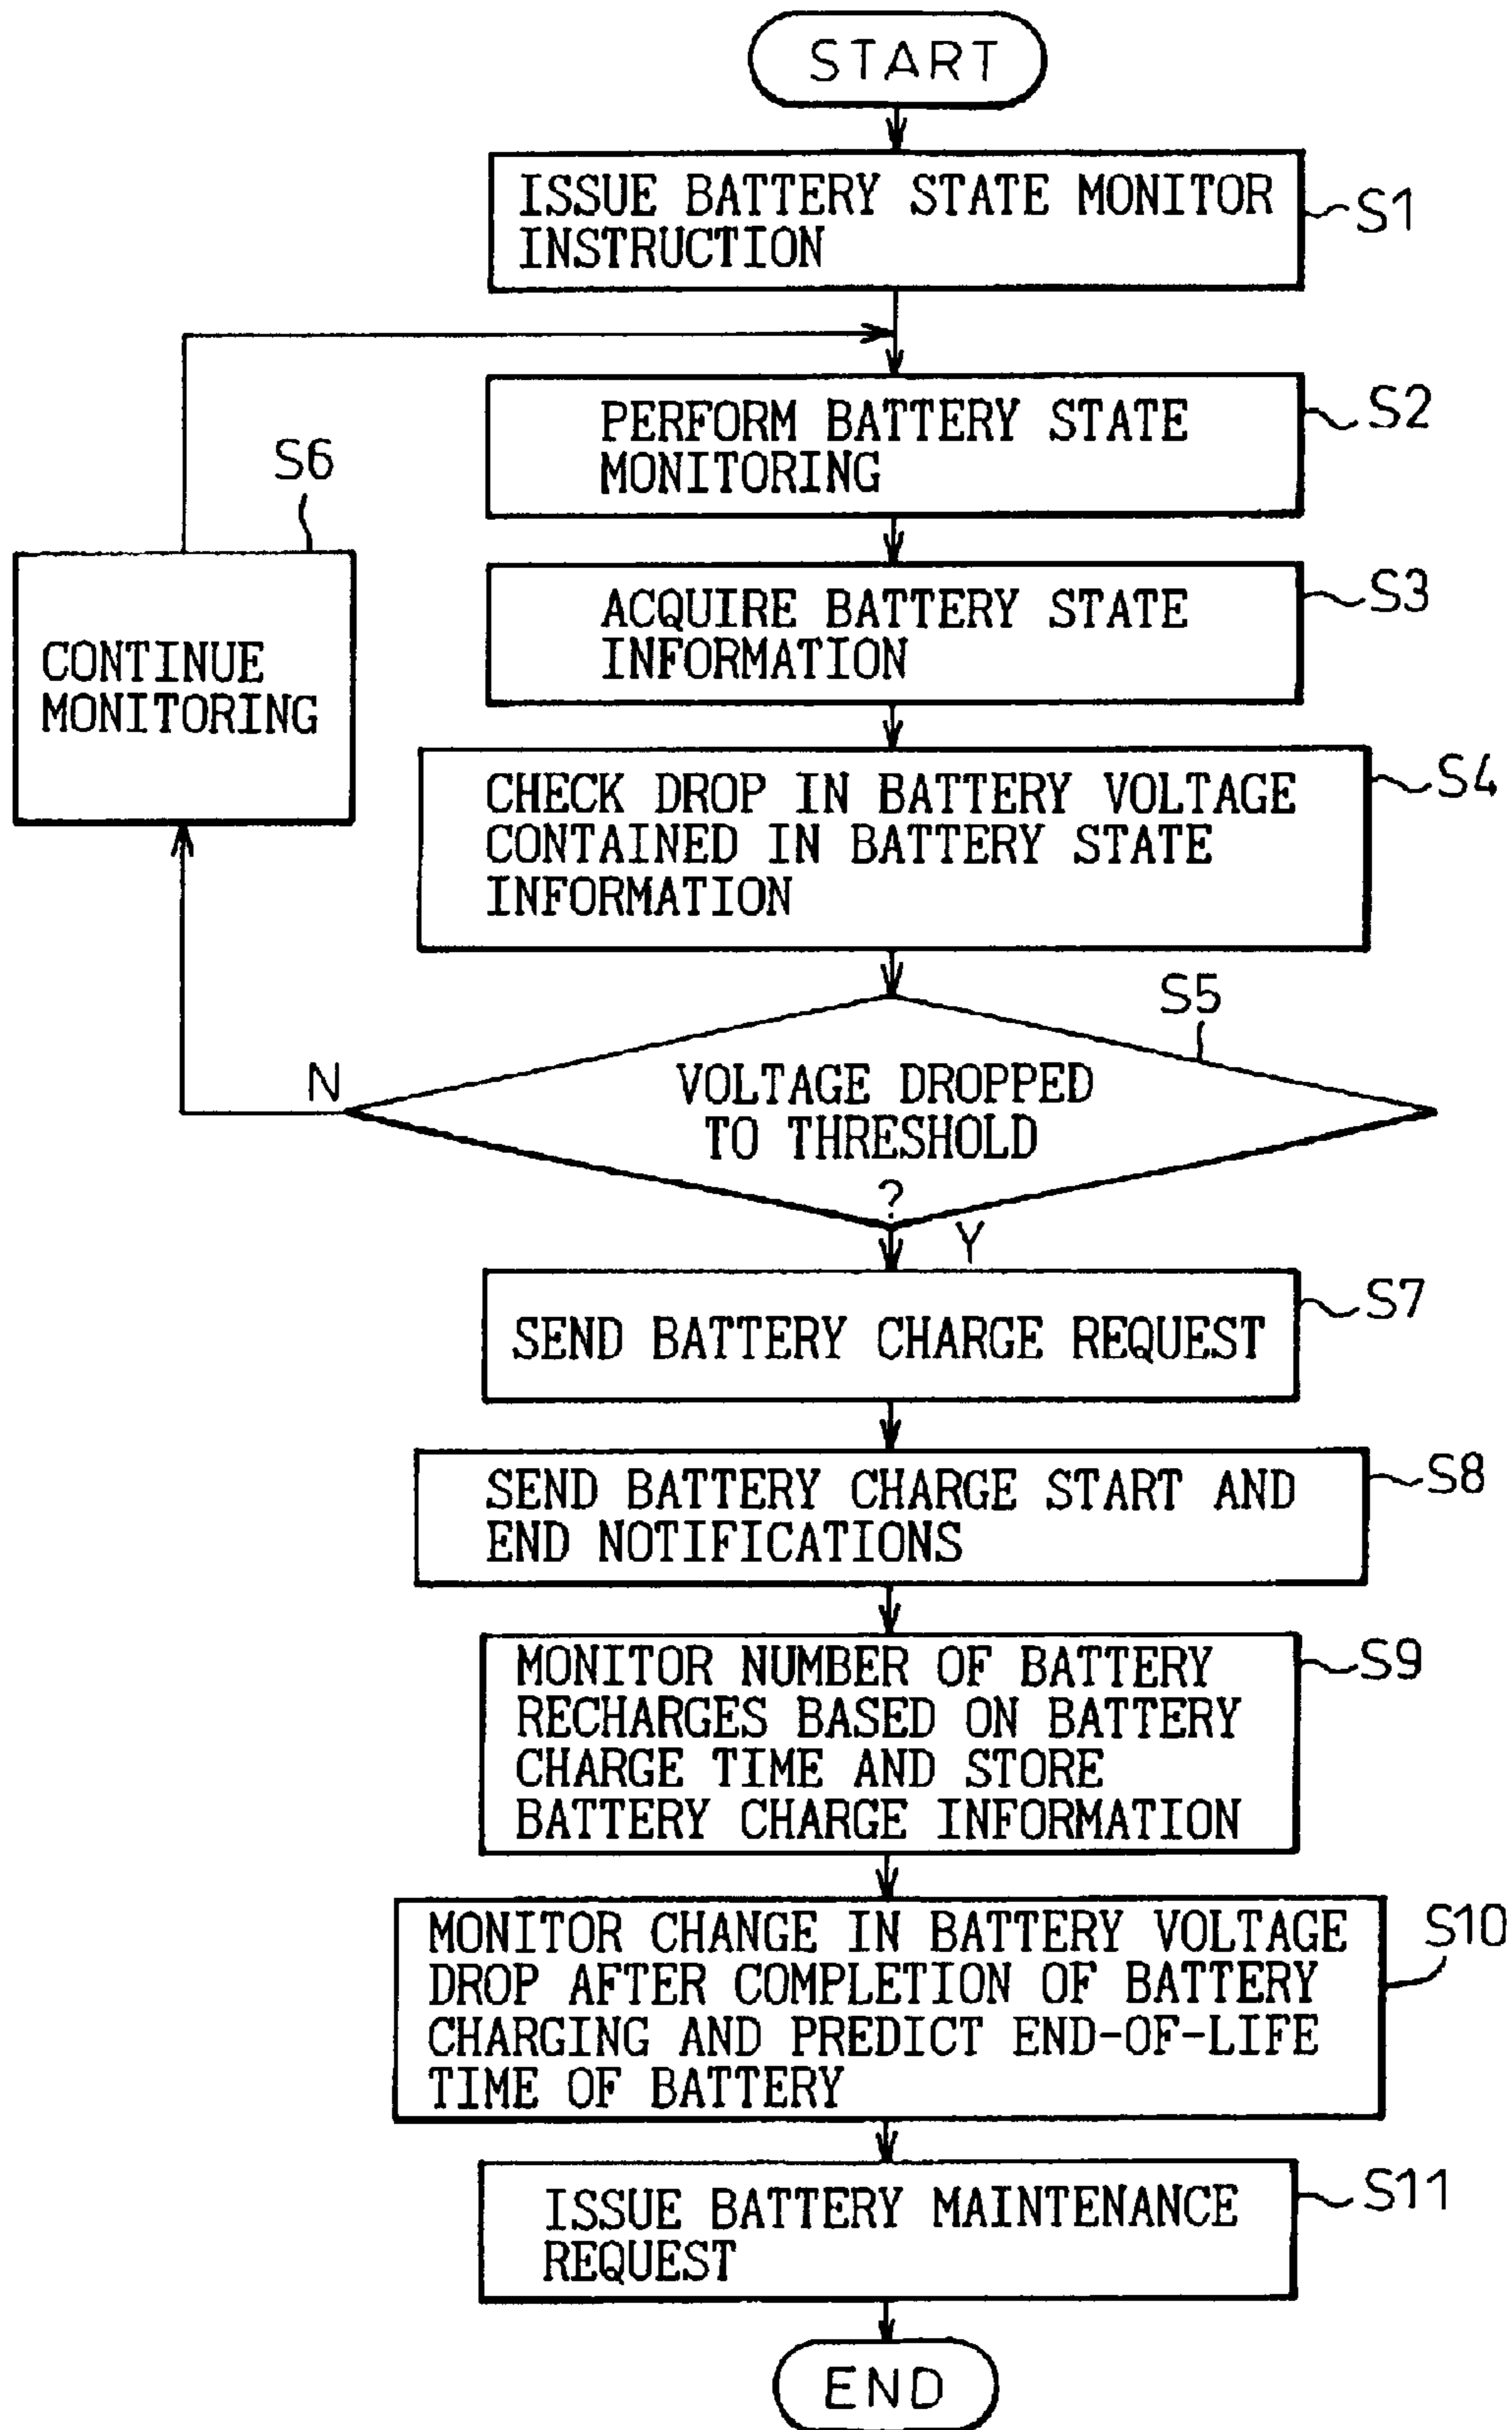 START
ISSUE BATTERY STATE MONITOR
INSTRUCTION
S1
PERFORM BATTERY STATE
MONITORING
S2
S6
CONTINUE
MONITORING
ACQUIRE BATTERY STATE
INFORMATION
S3
CHECK DROP IN BATTERY VOLTAGE
CONTAINED IN BATTERY STATE
INFORMATION
S4
S5
N
VOLTAGE DROPPED
TO THRESHOLD
?
Y
SEND BATTERY CHARGE REQUEST
S7
SEND BATTERY CHARGE START AND
END NOTIFICATIONS
S8
MONITOR NUMBER OF BATTERY
RECHARGES BASED ON BATTERY
CHARGE TIME AND STORE
BATTERY CHARGE INFORMATION
S9
MONITOR CHANGE IN BATTERY VOLTAGE
DROP AFTER COMPLETION OF BATTERY
CHARGING AND PREDICT END-OF-LIFE
TIME OF BATTERY
S10
ISSUE BATTERY MAINTENANCE
REQUEST
S11
END